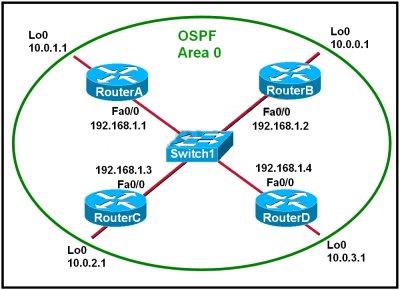 OSPF
Area 0
Lo0
10.0.1.1
RouterA
Fa0/0
192.168.1.1
Lo0
10.0.0.1
RouterB
Fa0/0
192.168.1.2
Switch1
192.168.1.3
Fa0/0
RouterC
Lo0
10.0.2.1
192.168.1.4
Fa0/0
RouterD
Lo0
10.0.3.1